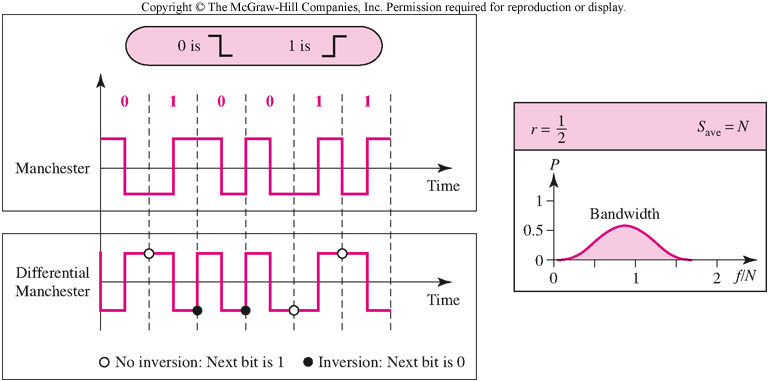 Copyright © The McGraw-Hill Companies, Inc. Permission required for reproduction or display.
0 is 1 is
0 1 0 0 1 1
Manchester
Time
Differential
Manchester
Time
No inversion: Next bit is 1 Inversion: Next bit is 0
r = 1/2 Save = N
P
1
Bandwidth
0.5
0
0 1 2 f/N